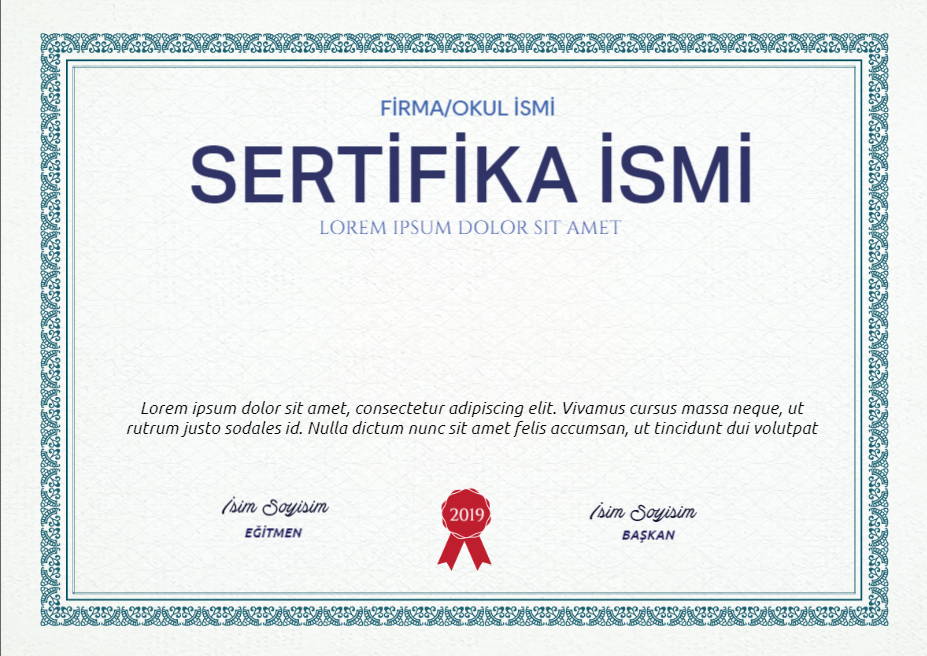 FİRMA/OKUL İSMİ
SERTİFİKA İSMİ
LOREM IPSUM DOLOR SIT AMET
Lorem ipsum dolor sit amet, consectetur adipiscing elit. Vivamus cursus massa neque, ut
rutrum justo sodales id. Nulla dictum nunc sit amet felis accumsan, ut tincidunt dui volutpat
İsim Soyisim
EĞİTMEN
2019
İsim Soyisim
BAŞKAN